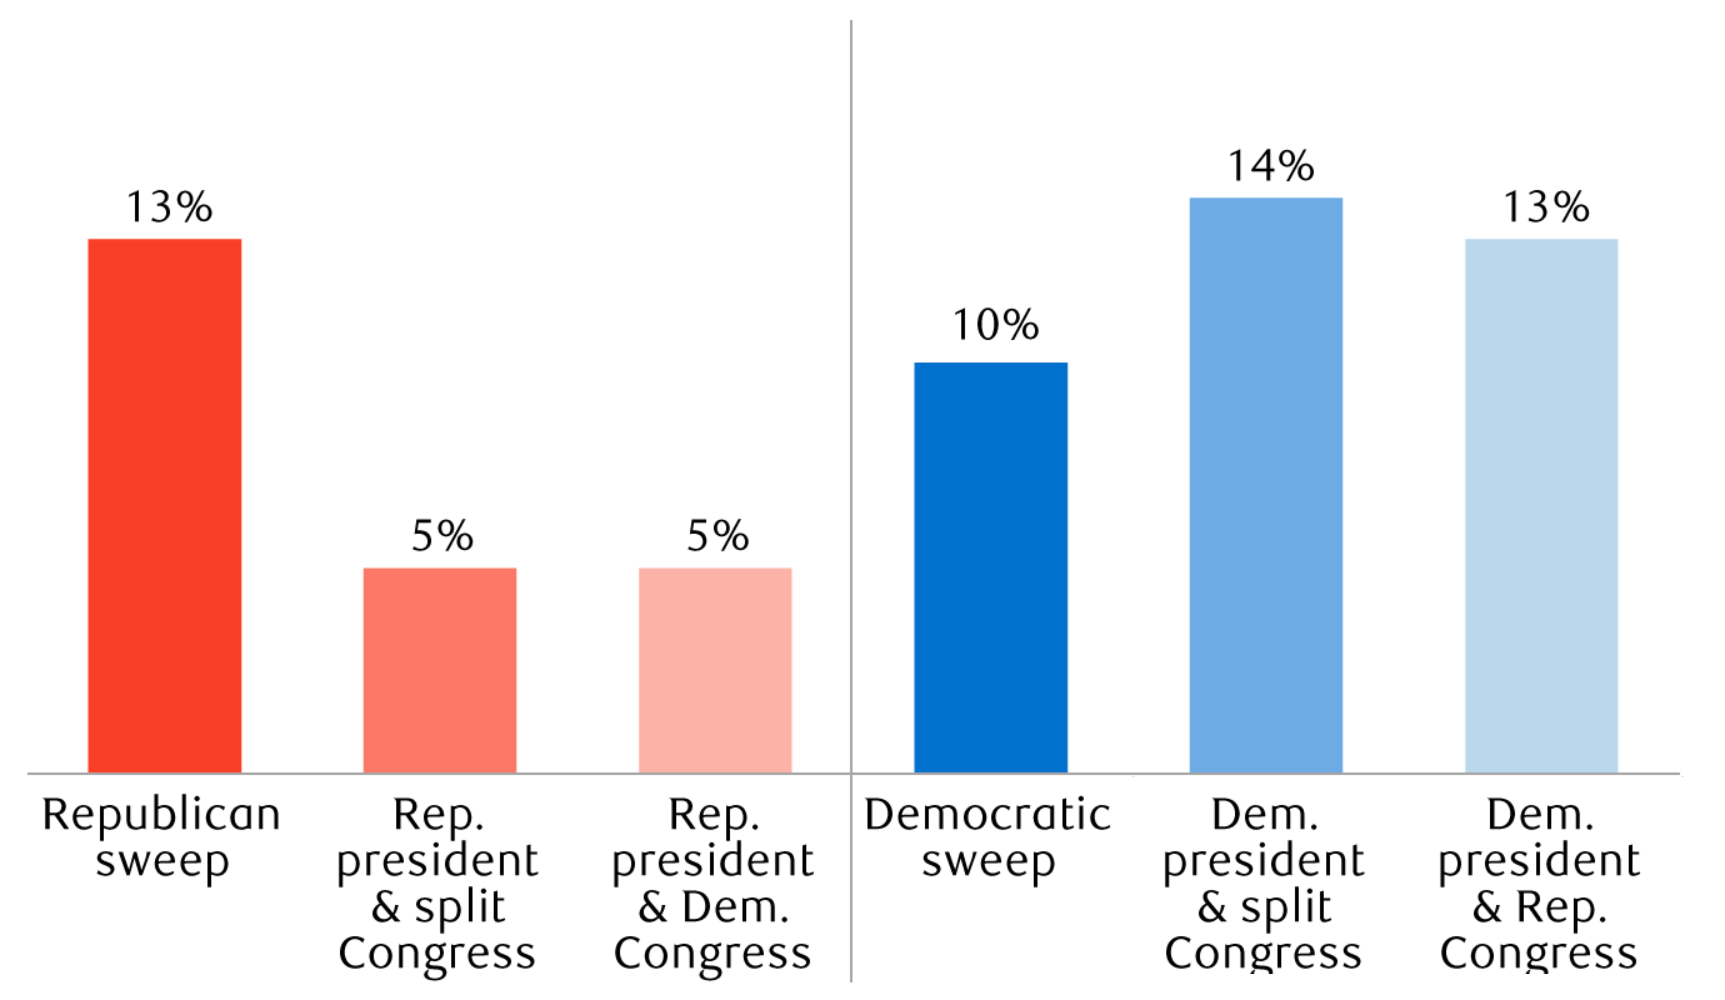 13%
5%
5%
10%
14%
13%
Republican
sweep
Rep.
president
& split
Congress
Rep.
president
& Dem.
Congress
Democratic
sweep
Dem.
president
& split
Congress
Dem.
president
& Rep.
Congress